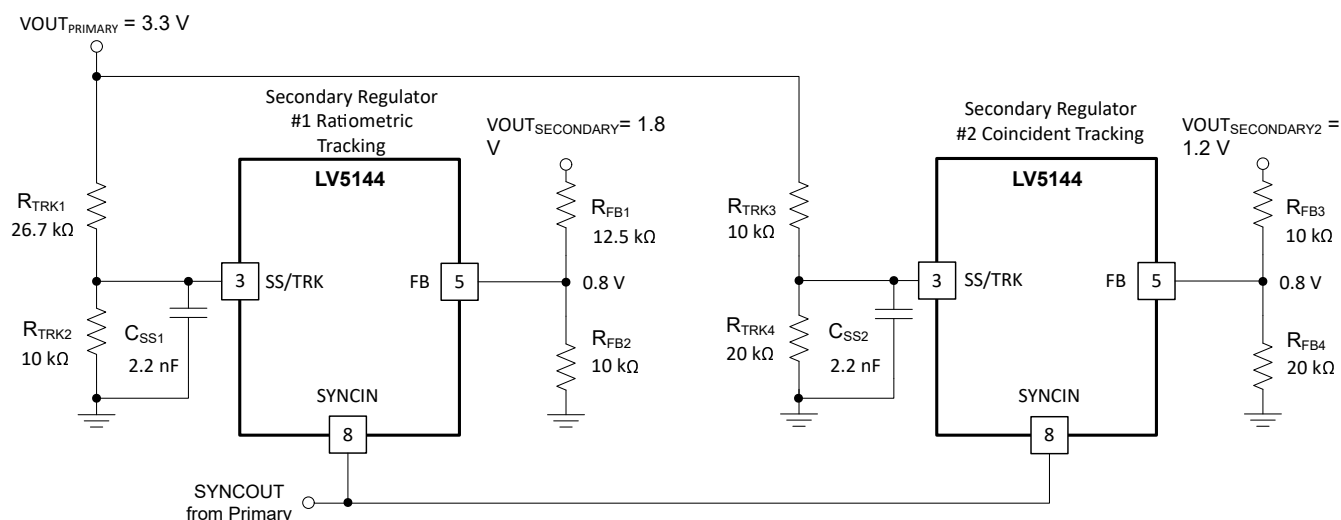 VOUTPRIMARY = 3.3 V
Secondary Regulator
#1 Ratiometric
Tracking
VOUTSECONDARY= 1.8
V
Secondary Regulator
#2 Coincident Tracking
VOUTSECONDARY2 =
1.2 V
LV5144
LV5144
RTRK1
26.7 kΩ
RFB1
12.5 kΩ
RTRK3
10 kΩ
RFB3
10 kΩ
3
SS/TRK
FB
5
0.8 V
3
SS/TRK
FB
5
0.8 V
RTRK2
10 kΩ
CSS1
2.2 nF
RFB2
10 kΩ
RTRK4
20 kΩ
CSS2
2.2 nF
RFB4
20 kΩ
SYNCIN
8
SYNCIN
8
SYNCOUT
from Primary